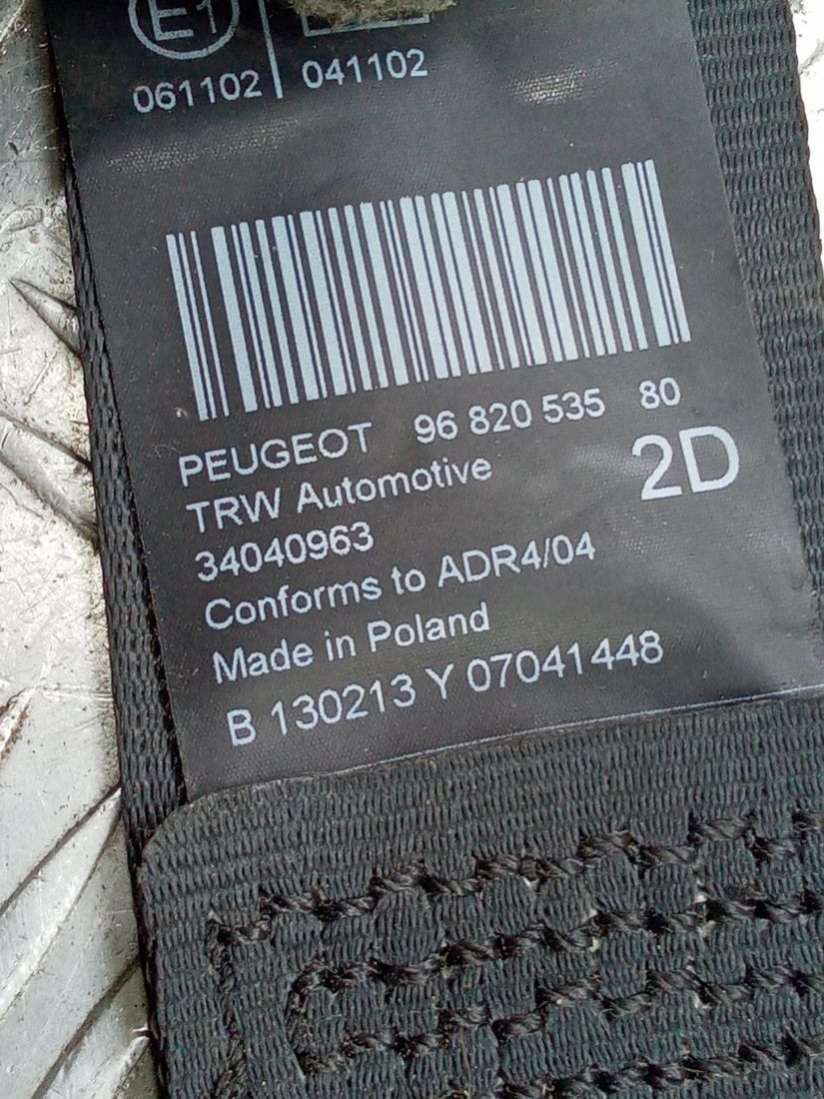 E1
061102 041102
PEUGEOT 96 820 535 80
TRW Automotive 2D
34040963
Conforms to ADR4/04
Made in Poland
B 130213 Y 07041448